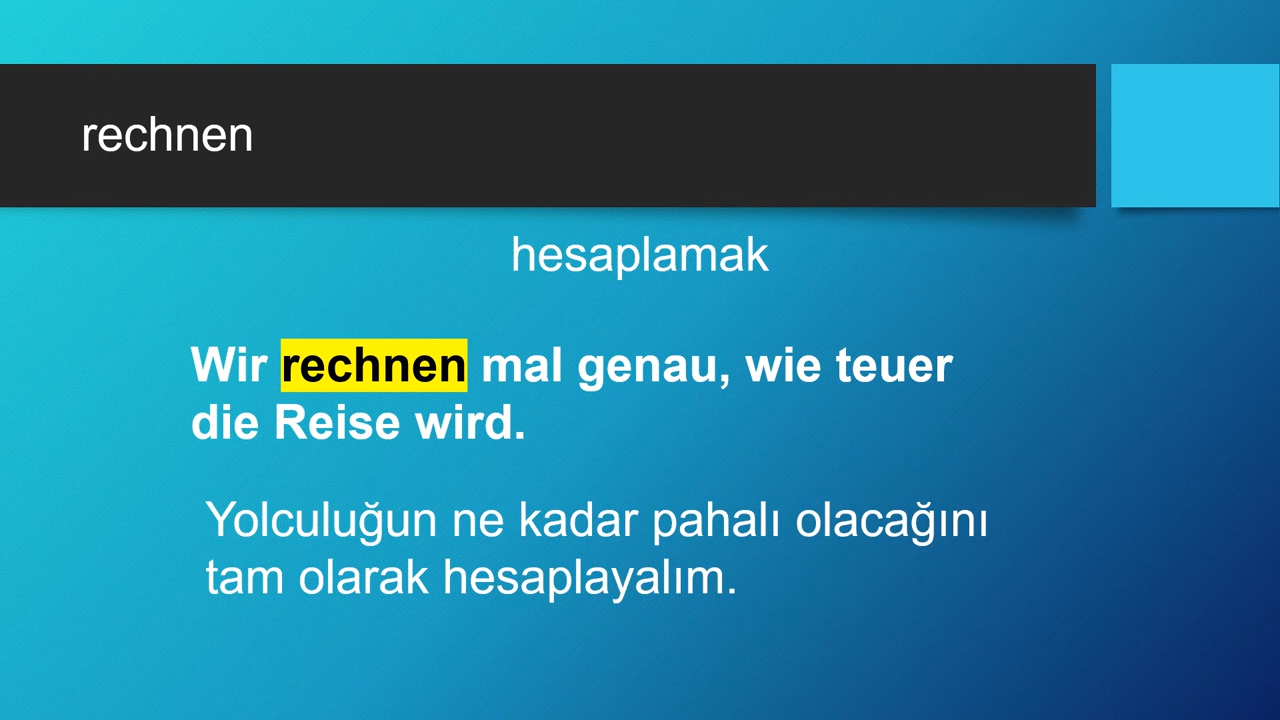 rechnen
hesaplamak
Wir rechnen mal genau, wie teuer
die Reise wird.
Yolculuğun ne kadar pahalı olacağını
tam olarak hesaplayalım.